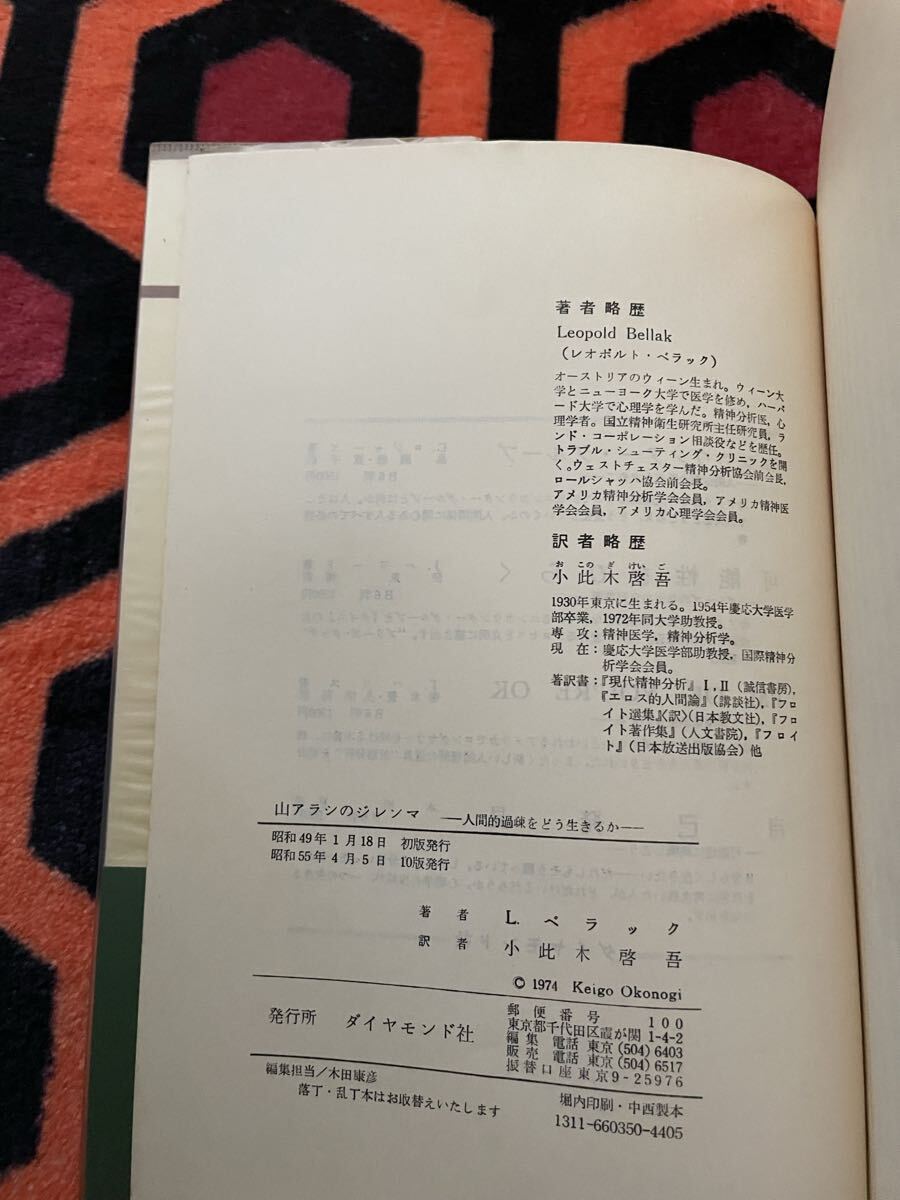 著者略歴
Leopold Bellak
(レオポルト・ベラック)
オーストリアのウィーン生まれ。ウィーン大
学とニューヨーク大学で医学を修め，ハーバ
ード大学で心理学を学んだ。精神分析医，心
理学者。国立精神衛生研究所主任研究員，ラ
ンド・コーポレーション相談役などを歴任。
トラブル・シューティング・クリニックを開
く。ウェストチェスター精神分析協会前会長，
ロールシャッハ協会前会長。
アメリカ精神分析学会会員，アメリカ精神医
学会会員，アメリカ心理学会会員。
訳者略歴
お この ぎ けい ご
小此木啓吾
1930年東京に生まれる。1954年慶応大学医学
部卒業，1972年同大学助教授。
専 攻：精神医学，精神分析学。
現 在：慶応大学医学部助教授，国際精神分
析学会会員。
著訳書：『現代精神分析』Ⅰ,Ⅱ（誠信書房），
『エロス的人間論』（講談社），『フロ
イト選集』〈訳〉（日本教文社），『フロ
イト著作集』（人文書院），『フロイ
ト』（日本放送出版協会）他
山アラシのジレンマ ——人間的過疎をどう生きるか——
昭和49年1月18日 初版発行
昭和55年4月5日 10版発行
著者 L. ベラック
訳者 小此木啓吾
© 1974 Keigo Okonogi
発行所 ダイヤモンド社
郵便番号 100
東京都千代田区霞が関 1-4-2
編集 電話 東京 (504) 6403
販売 電話 東京 (504) 6517
振替口座東京 9-25976
編集担当／木田康彦
落丁・乱丁本はお取替えいたします
堀内印刷・中西製本
1311-660350-4405